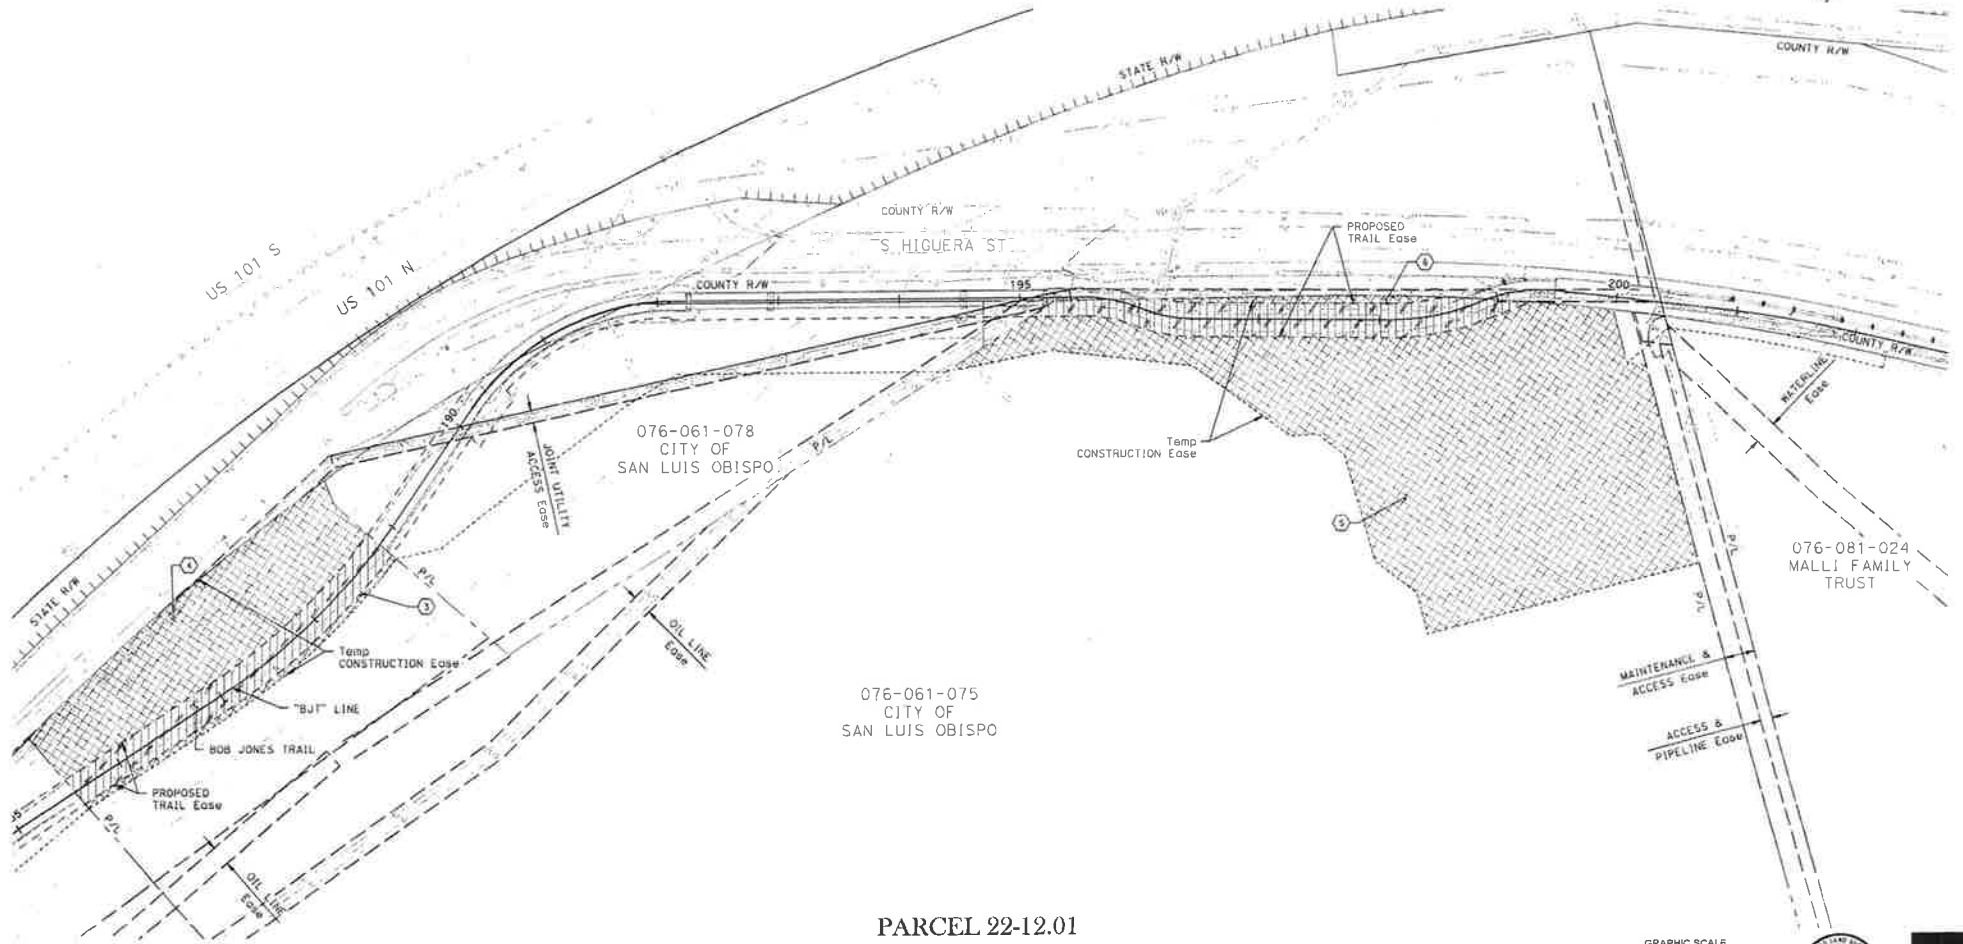 COUNTY R/W
STATE R/W
COUNTY R/W
S HIGUERA ST
PROPOSED
TRAIL Ease
6
US 101 S
US 101 N
COUNTY R/W
195
200
COUNTY R/W
WATERLINE
Ease
190
076-061-078
CITY OF
SAN LUIS OBISPO
P/L
JOINT UTILITY
ACCESS Ease
Temp
CONSTRUCTION Ease
5
P/L
076-081-024
MALLI FAMILY
TRUST
STATE R/W
4
P/L
3
P/L
OIL LINE
Ease
Temp
CONSTRUCTION Ease
"BJT" LINE
BOB JONES TRAIL
PROPOSED
TRAIL Ease
P/L
076-061-075
CITY OF
SAN LUIS OBISPO
MAINTENANCE &
ACCESS Ease
ACCESS &
PIPELINE Ease
OIL LINE
Ease
PARCEL 22-12.01
GRAPHIC SCALE